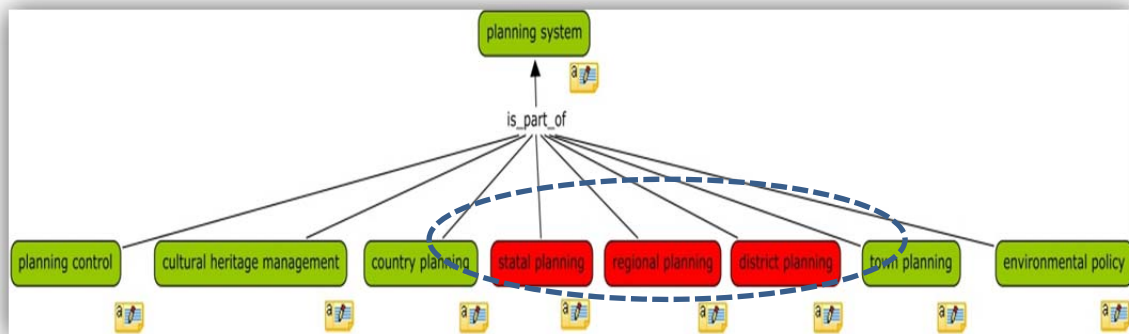 planning system
a
is_part_of
planning control
cultural heritage management
country planning
statal planning
regional planning
district planning
town planning
environmental policy
a
a
a
a
a
a
a
a